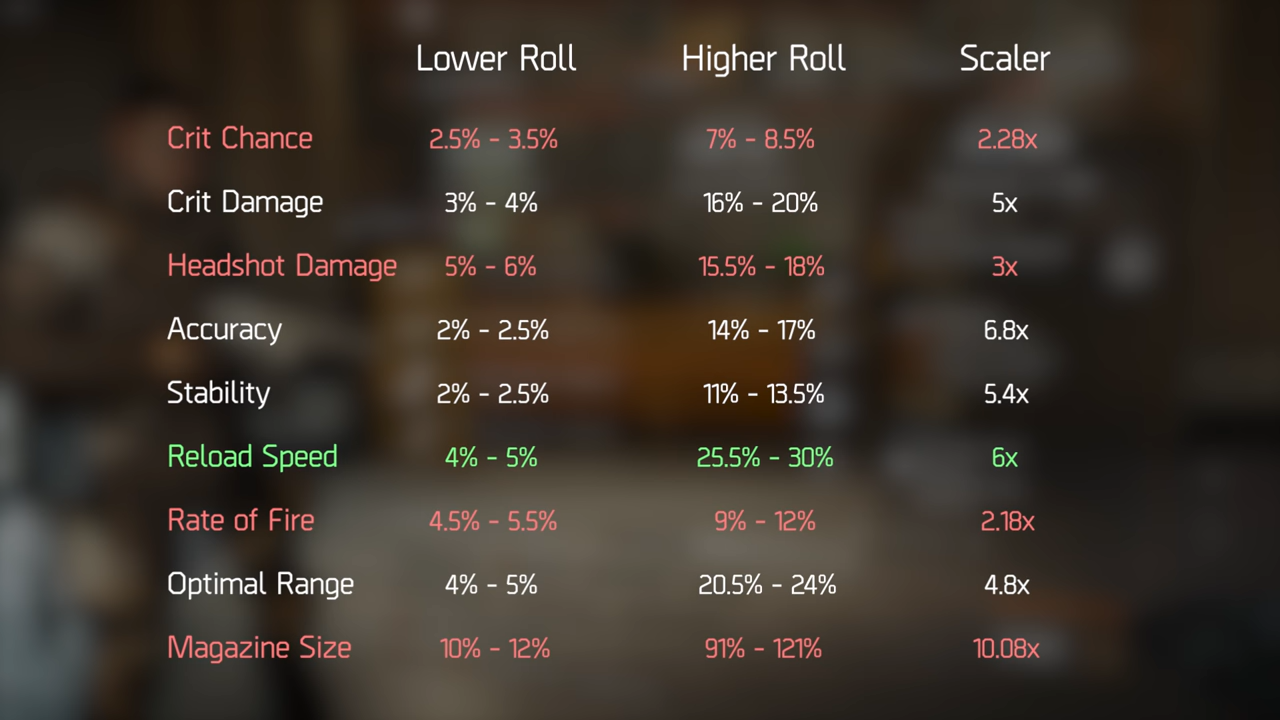 Lower Roll Higher Roll Scaler
Crit Chance 2.5% - 3.5% 7% - 8.5% 2.28x
Crit Damage 3% - 4% 16% - 20% 5x
Headshot Damage 5% - 6% 15.5% - 18% 3x
Accuracy 2% - 2.5% 14% - 17% 6.8x
Stability 2% - 2.5% 11% - 13.5% 5.4x
Reload Speed 4% - 5% 25.5% - 30% 6x
Rate of Fire 4.5% - 5.5% 9% - 12% 2.18x
Optimal Range 4% - 5% 20.5% - 24% 4.8x
Magazine Size 10% - 12% 91% - 121% 10.08x